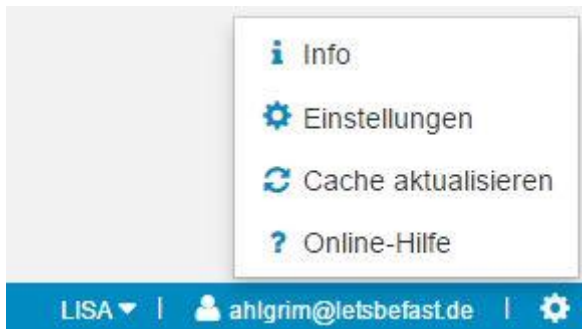 Info
Einstellungen
Cache aktualisieren
Online-Hilfe
LISA | ahlgrim@letsbefast.de |